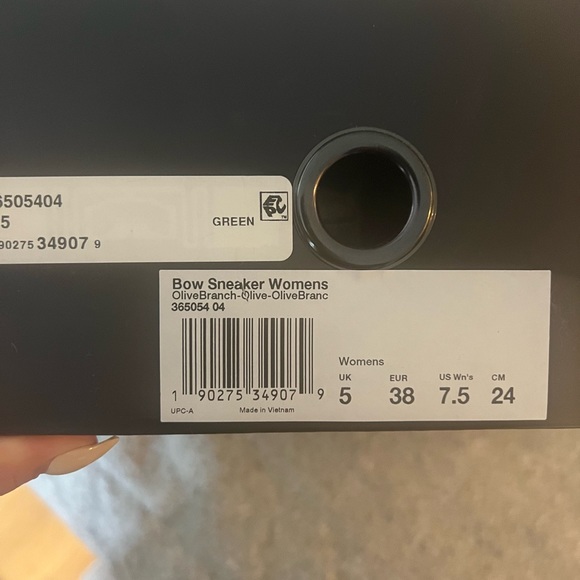 6505404
5
GREEN
90275 34907 9
Bow Sneaker Womens
OliveBranch-Olive-OliveBranc
365054 04
1 90275 34907 9
UPC-A
Made in Vietnam
Womens
UK EUR US Wn's CM
5 38 7.5 24